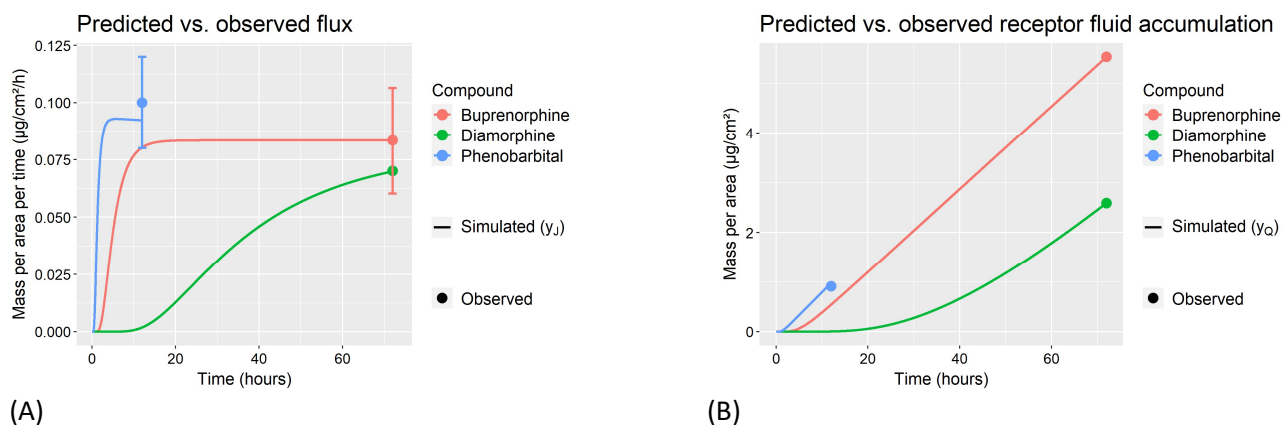 Predicted vs. observed flux
Mass per area per time (µg/cm²/h)
0.125
0.100
0.075
0.050
0.025
0.000
0
20
40
60
Time (hours)
Compound
Buprenorphine
Diamorphine
Phenobarbital
Simulated (yJ)
Observed
(A)
Predicted vs. observed receptor fluid accumulation
Mass per area (µg/cm²)
4
2
0
0
20
40
60
Time (hours)
Compound
Buprenorphine
Diamorphine
Phenobarbital
Simulated (yQ)
Observed
(B)